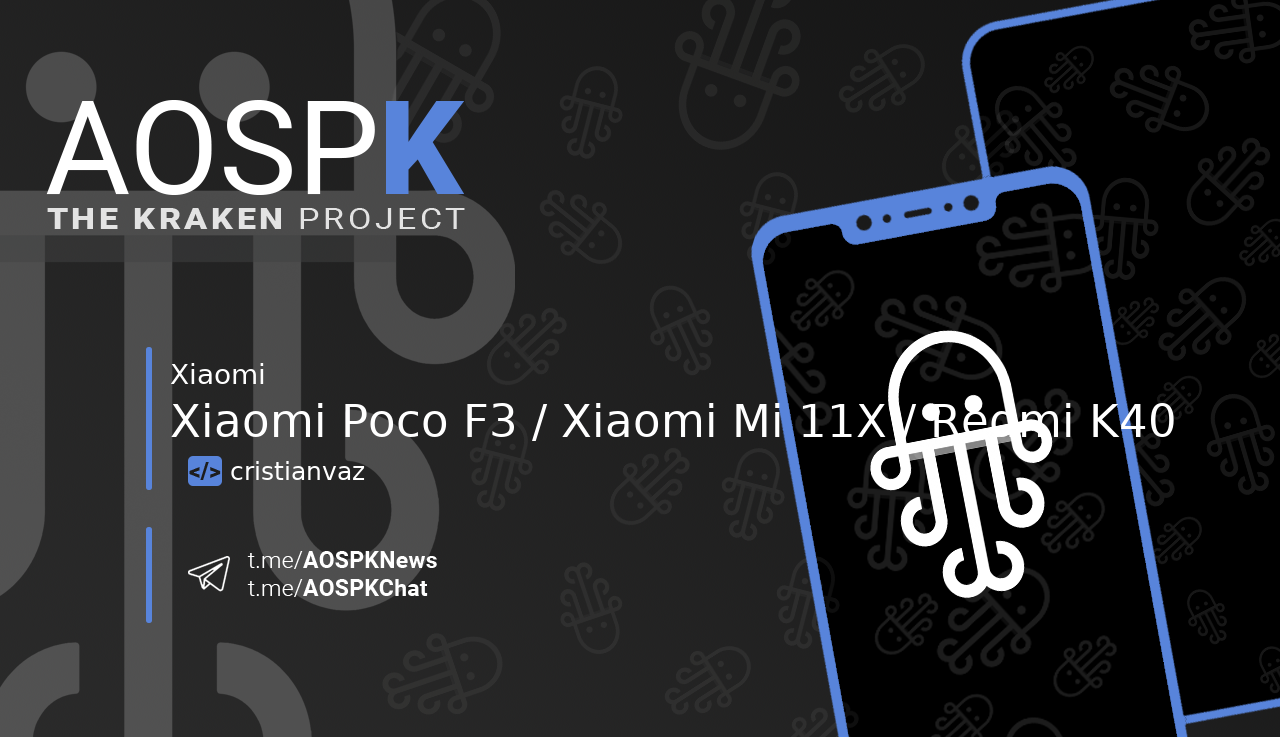 AOSPK
THE KRAKEN PROJECT
Xiaomi
Xiaomi Poco F3 / Xiaomi Mi 11X / Redmi K40
</> cristianvaz
t.me/AOSPKNews
t.me/AOSPKChat